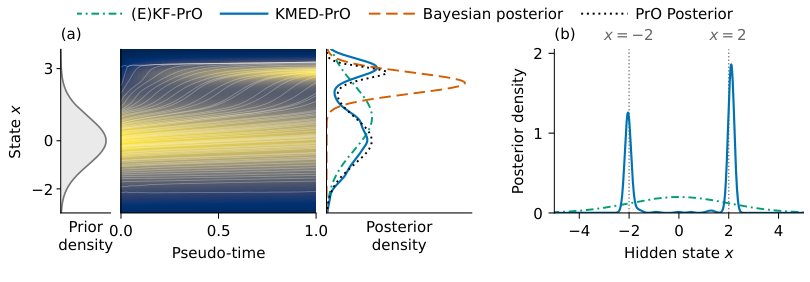 (E)KF-PrO KMED-PrO Bayesian posterior PrO Posterior
(a)
(b)
x = −2
x = 2
State x
3
0
−2
Prior
density
0.0 0.5 1.0
Pseudo-time
Posterior
density
Posterior density
2
1
0
−4 −2 0 2 4
Hidden state x